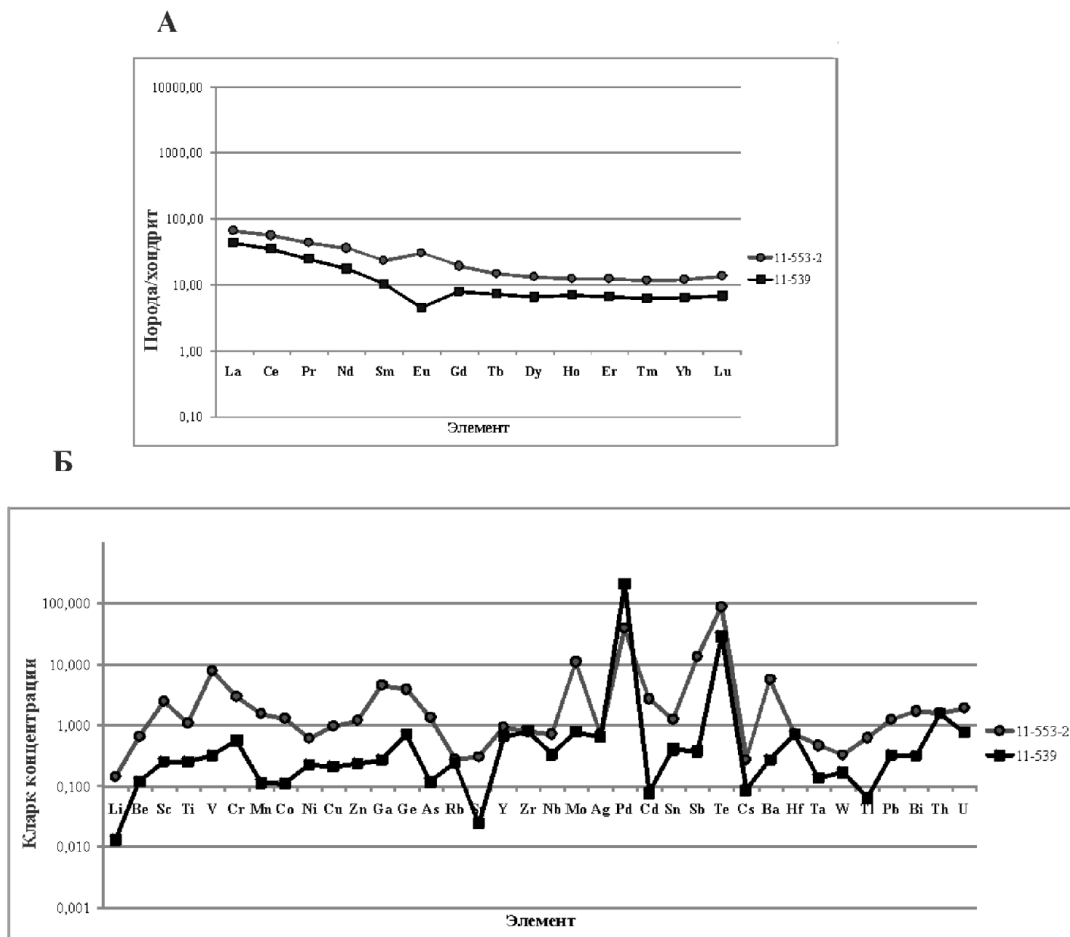 А
10000,00
1000,00
100,00
10,00
1,00
0,10
Порода/хондрит
La Ce Pr Nd Sm Eu Gd Tb Dy Ho Er Tm Yb Lu
Элемент
11-553-2
11-539
Б
100,000
10,000
1,000
0,100
0,010
0,001
Кларк концентрации
Li Be Sc Ti V Cr Mn Co Ni Cu Zn Ga Ge As Rb Sr Y Zr Nb Mo Ag Pd Cd Sn Sb Te Cs Ba Hf Ta W Tl Pb Bi Th U
Элемент
11-553-2
11-539